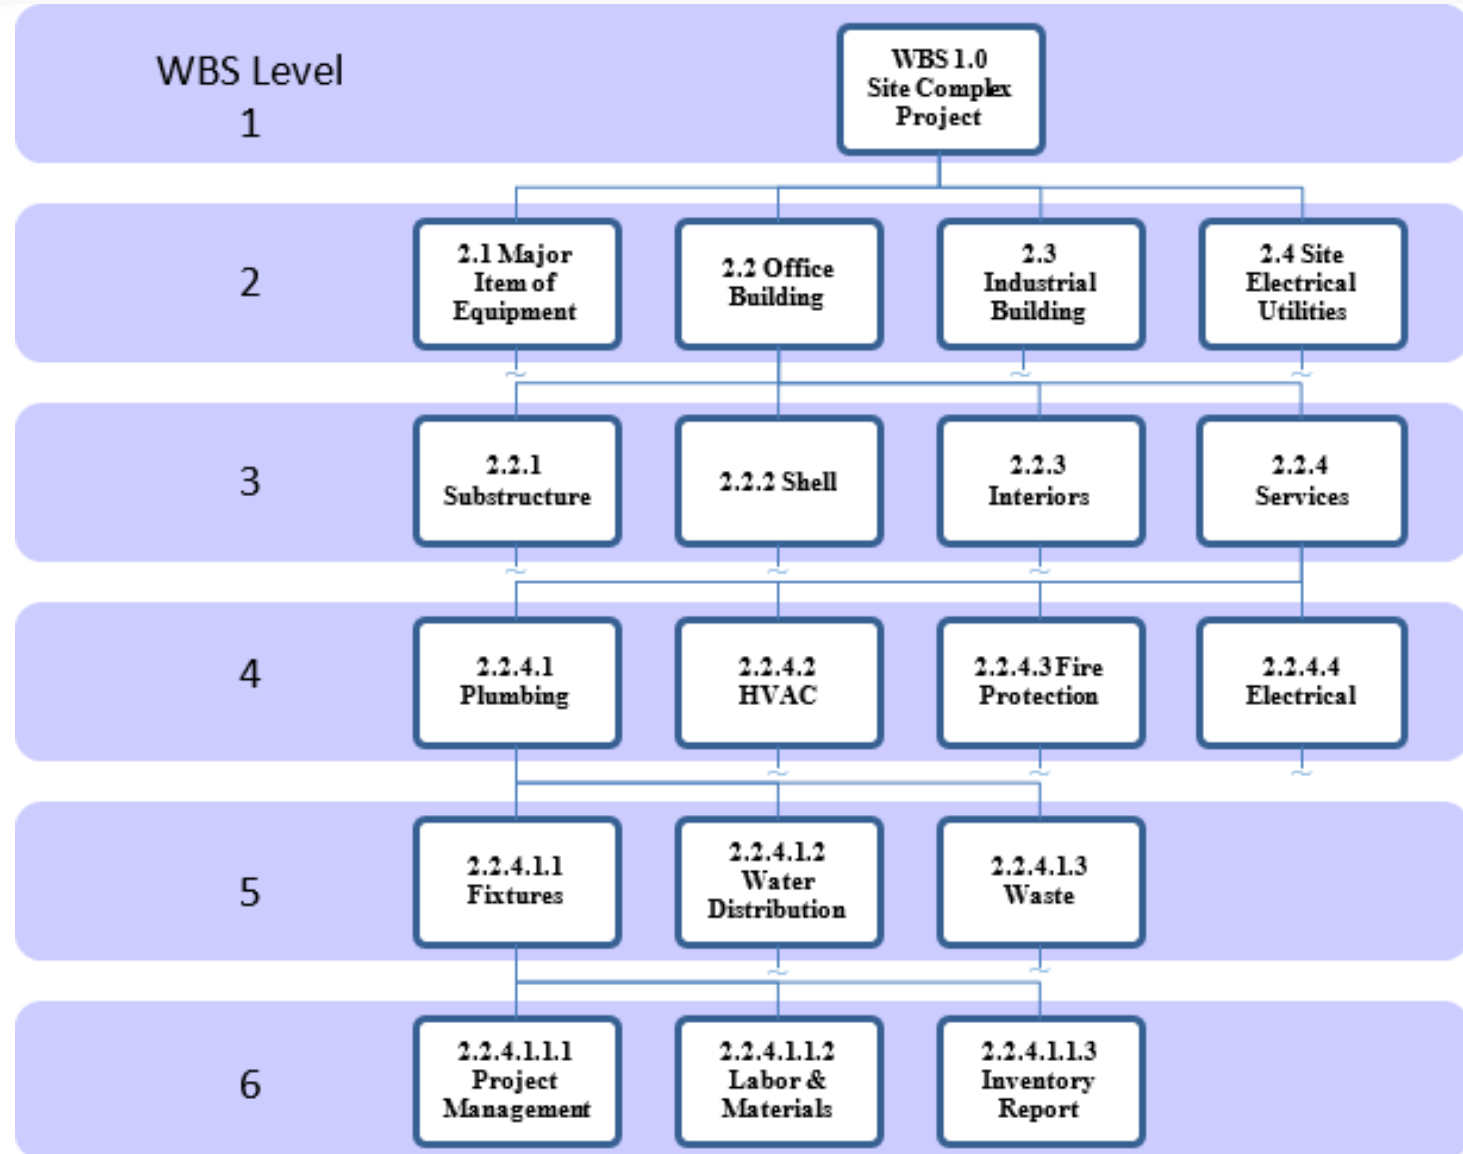 WBS Level
1
WBS 1.0
Site Complex
Project
2
2.1 Major
Item of
Equipment
2.2 Office
Building
2.3
Industrial
Building
2.4 Site
Electrical
Utilities
3
2.2.1
Substructure
2.2.2 Shell
2.2.3
Interiors
2.2.4
Services
4
2.2.4.1
Plumbing
2.2.4.2
HVAC
2.2.4.3 Fire
Protection
2.2.4.4
Electrical
5
2.2.4.1.1
Fixtures
2.2.4.1.2
Water
Distribution
2.2.4.1.3
Waste
6
2.2.4.1.1.1
Project
Management
2.2.4.1.1.2
Labor &
Materials
2.2.4.1.1.3
Inventory
Report